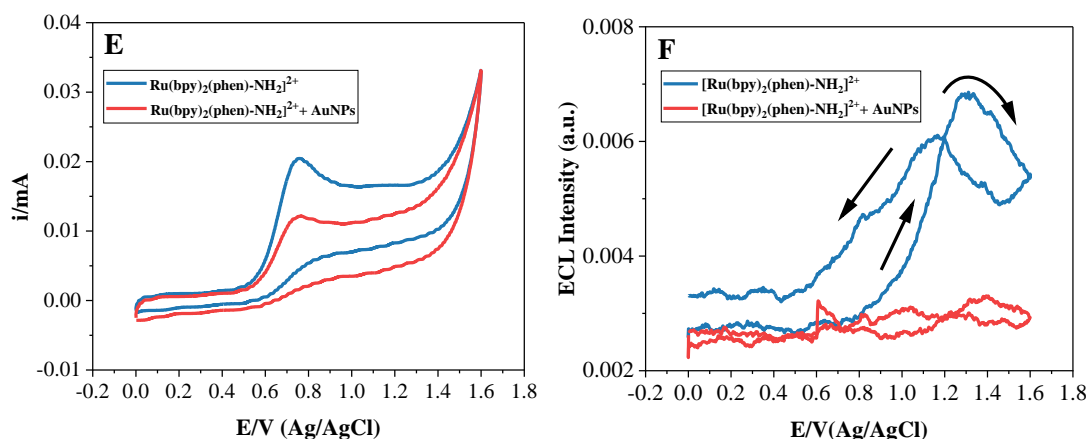 E
Ru(bpy)₂(phen)-NH₂]²⁺
Ru(bpy)₂(phen)-NH₂]²⁺+ AuNPs
i/mA
0.04
0.03
0.02
0.01
0.00
-0.01
-0.2 0.0 0.2 0.4 0.6 0.8 1.0 1.2 1.4 1.6 1.8
E/V (Ag/AgCl)
F
[Ru(bpy)₂(phen)-NH₂]²⁺
[Ru(bpy)₂(phen)-NH₂]²⁺+ AuNPs
ECL Intensity (a.u.)
0.008
0.006
0.004
0.002
-0.2 0.0 0.2 0.4 0.6 0.8 1.0 1.2 1.4 1.6 1.8
E/V(Ag/AgCl)